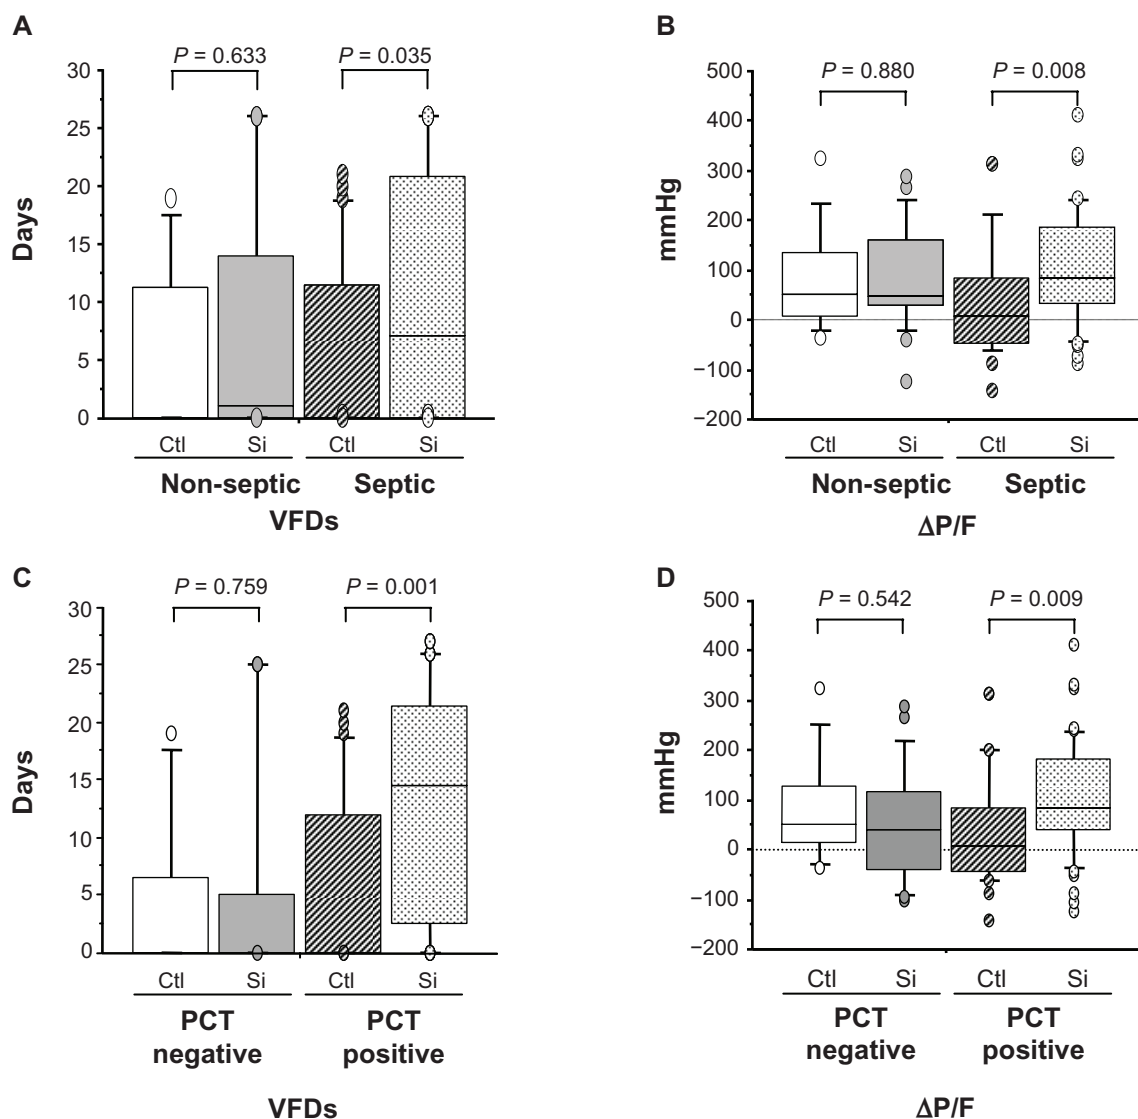 A
P = 0.633
P = 0.035
30
25
20
15
10
5
0
Days
Ctl
Si
Ctl
Si
Non-septic
Septic
VFDs
B
P = 0.880
P = 0.008
500
400
300
200
100
0
−100
−200
mmHg
Ctl
Si
Ctl
Si
Non-septic
Septic
ΔP/F
C
P = 0.759
P = 0.001
30
25
20
15
10
5
0
Days
Ctl
Si
Ctl
Si
PCT
negative
PCT
positive
VFDs
D
P = 0.542
P = 0.009
500
400
300
200
100
0
−100
−200
mmHg
Ctl
Si
Ctl
Si
PCT
negative
PCT
positive
ΔP/F